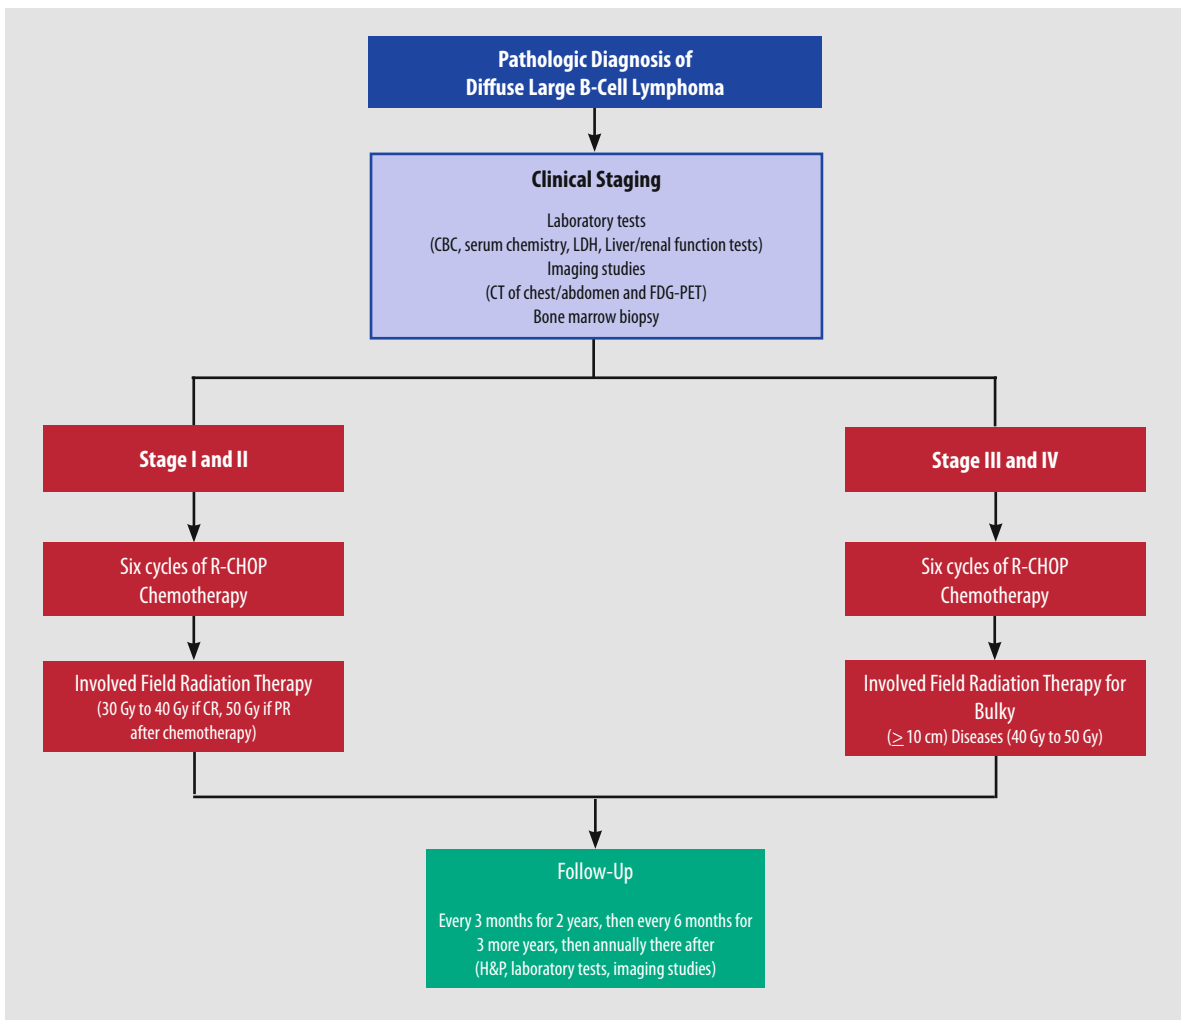 Pathologic Diagnosis of
Diffuse Large B-Cell Lymphoma
Clinical Staging
Laboratory tests
(CBC, serum chemistry, LDH, Liver/renal function tests)
Imaging studies
(CT of chest/abdomen and FDG-PET)
Bone marrow biopsy
Stage I and II
Six cycles of R-CHOP
Chemotherapy
Involved Field Radiation Therapy
(30 Gy to 40 Gy if CR, 50 Gy if PR
after chemotherapy)
Stage III and IV
Six cycles of R-CHOP
Chemotherapy
Involved Field Radiation Therapy for
Bulky
(≥ 10 cm) Diseases (40 Gy to 50 Gy)
Follow-Up
Every 3 months for 2 years, then every 6 months for
3 more years, then annually there after
(H&P, laboratory tests, imaging studies)